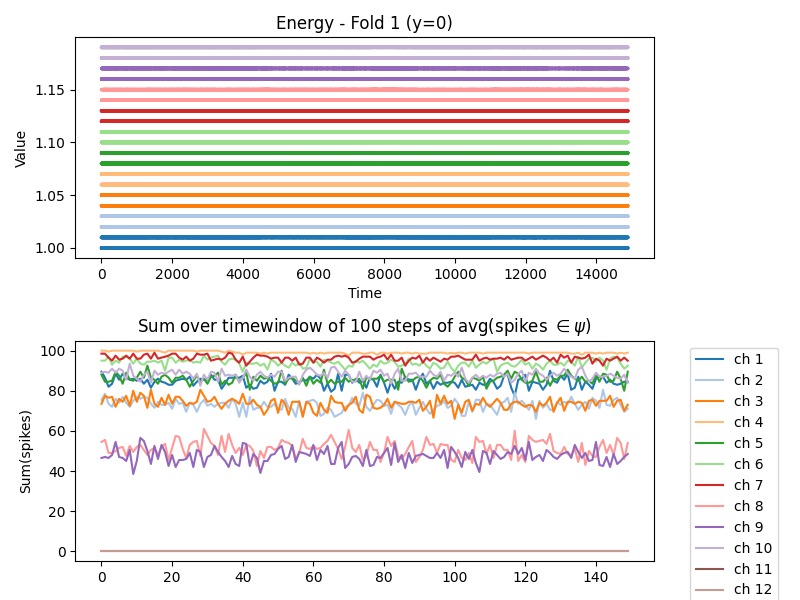 Energy - Fold 1 (y=0)
Value
1.15
1.10
1.05
1.00
0 2000 4000 6000 8000 10000 12000 14000
Time
Sum over timewindow of 100 steps of avg(spikes ∈ ψ)
Sum(spikes)
100
80
60
40
20
0
0 20 40 60 80 100 120 140
ch 1
ch 2
ch 3
ch 4
ch 5
ch 6
ch 7
ch 8
ch 9
ch 10
ch 11
ch 12